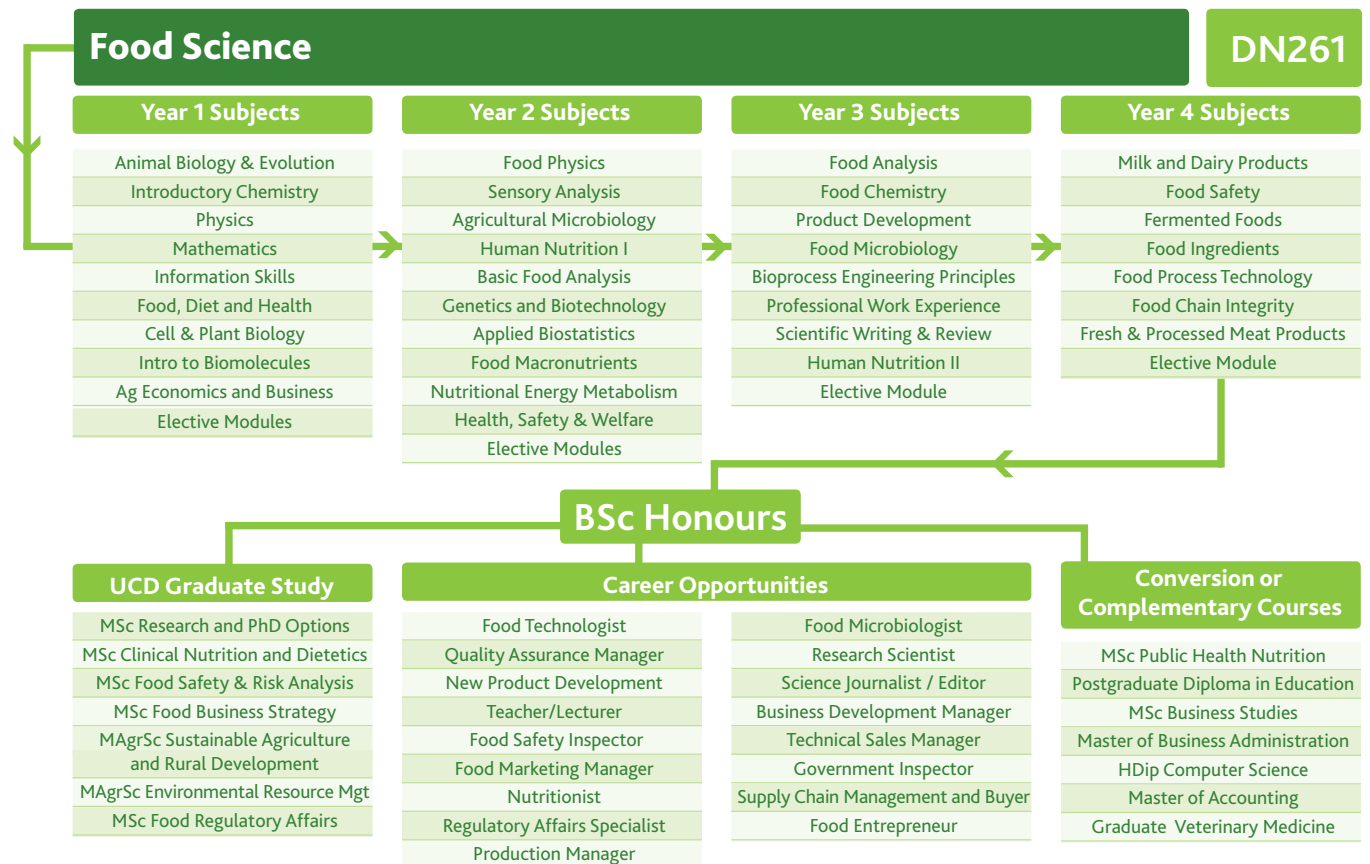 Food Science
DN261
Year 1 Subjects
Animal Biology & Evolution
Introductory Chemistry
Physics
Mathematics
Information Skills
Food, Diet and Health
Cell & Plant Biology
Intro to Biomolecules
Ag Economics and Business
Elective Modules
Year 2 Subjects
Food Physics
Sensory Analysis
Agricultural Microbiology
Human Nutrition I
Basic Food Analysis
Genetics and Biotechnology
Applied Biostatistics
Food Macronutrients
Nutritional Energy Metabolism
Health, Safety & Welfare
Elective Modules
Year 3 Subjects
Food Analysis
Food Chemistry
Product Development
Food Microbiology
Bioprocess Engineering Principles
Professional Work Experience
Scientific Writing & Review
Human Nutrition II
Elective Module
Year 4 Subjects
Milk and Dairy Products
Food Safety
Fermented Foods
Food Ingredients
Food Process Technology
Food Chain Integrity
Fresh & Processed Meat Products
Elective Module
BSc Honours
UCD Graduate Study
MSc Research and PhD Options
MSc Clinical Nutrition and Dietetics
MSc Food Safety & Risk Analysis
MSc Food Business Strategy
MAgrSc Sustainable Agriculture
and Rural Development
MAgrSc Environmental Resource Mgt
MSc Food Regulatory Affairs
Career Opportunities
Food Technologist
Quality Assurance Manager
New Product Development
Teacher/Lecturer
Food Safety Inspector
Food Marketing Manager
Nutritionist
Regulatory Affairs Specialist
Production Manager
Food Microbiologist
Research Scientist
Science Journalist / Editor
Business Development Manager
Technical Sales Manager
Government Inspector
Supply Chain Management and Buyer
Food Entrepreneur
Conversion or
Complementary Courses
MSc Public Health Nutrition
Postgraduate Diploma in Education
MSc Business Studies
Master of Business Administration
HDip Computer Science
Master of Accounting
Graduate Veterinary Medicine